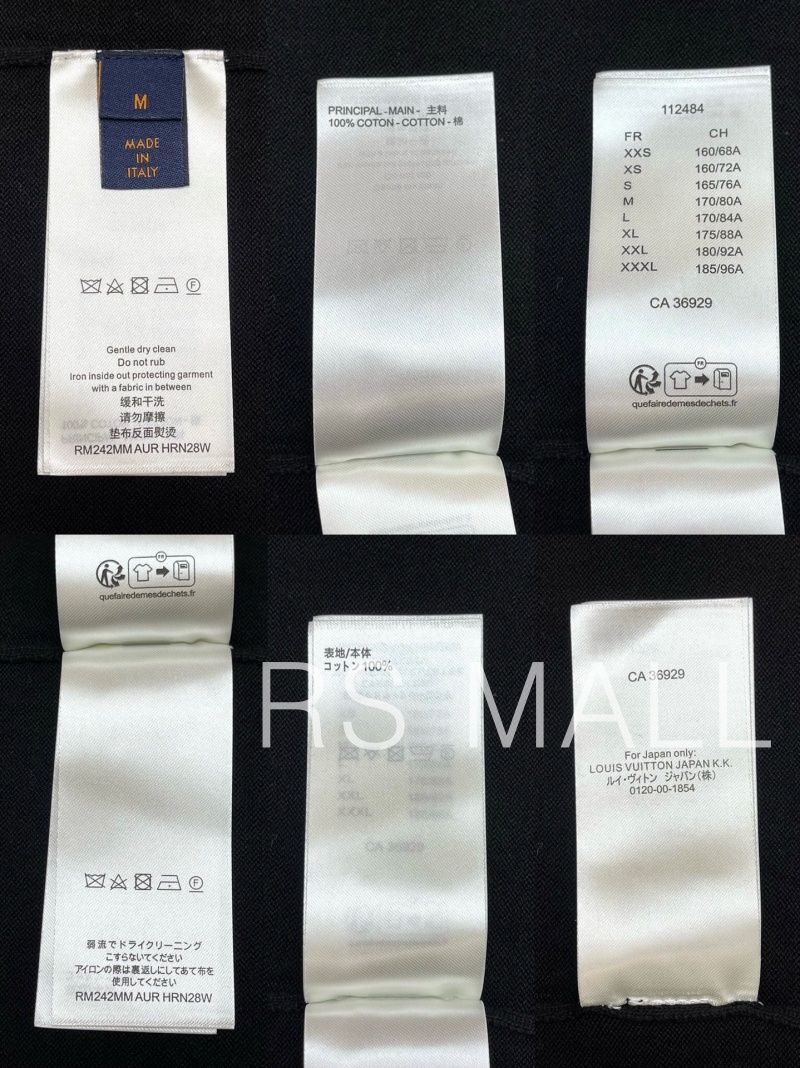 M
MADE
IN
ITALY
Gentle dry clean
Do not rub
Iron inside out protecting garment
with a fabric in between
缓和干洗
请勿摩擦
垫布反面熨烫
RM242MM AUR HRN28W
PRINCIPAL - MAIN - 主料
100% COTON - COTTON - 棉
112484
FR CH
XXS 160/68A
XS 160/72A
S 165/76A
M 170/80A
L 170/84A
XL 175/88A
XXL 180/92A
XXXL 185/96A
CA 36929
FR
quefairedemesdechets.fr
FR
quefairedemesdechets.fr
F
弱流でドライクリーニング
こすらないでください
アイロンの際は裏返しにしてあて布を
使用してください
RM242MM AUR HRN28W
表地/本体
コットン 100%
CA 36929
For Japan only:
LOUIS VUITTON JAPAN K.K.
ルイ・ヴィトン ジャパン(株)
0120-00-1854
RS MALL